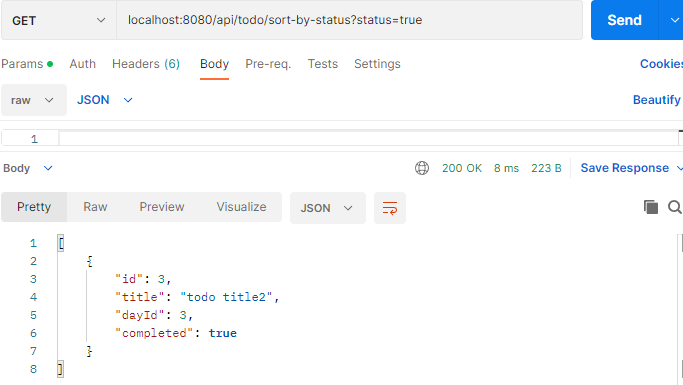 GET localhost:8080/api/todo/sort-by-status?status=true Send
Params Auth Headers (6) Body Pre-req. Tests Settings Cookies
raw JSON Beautify
1
Body 200 OK 8 ms 223 B Save Response
Pretty Raw Preview Visualize JSON
1 [
2 {
3 "id": 3,
4 "title": "todo title2",
5 "dayId": 3,
6 "completed": true
7 }
8 ]